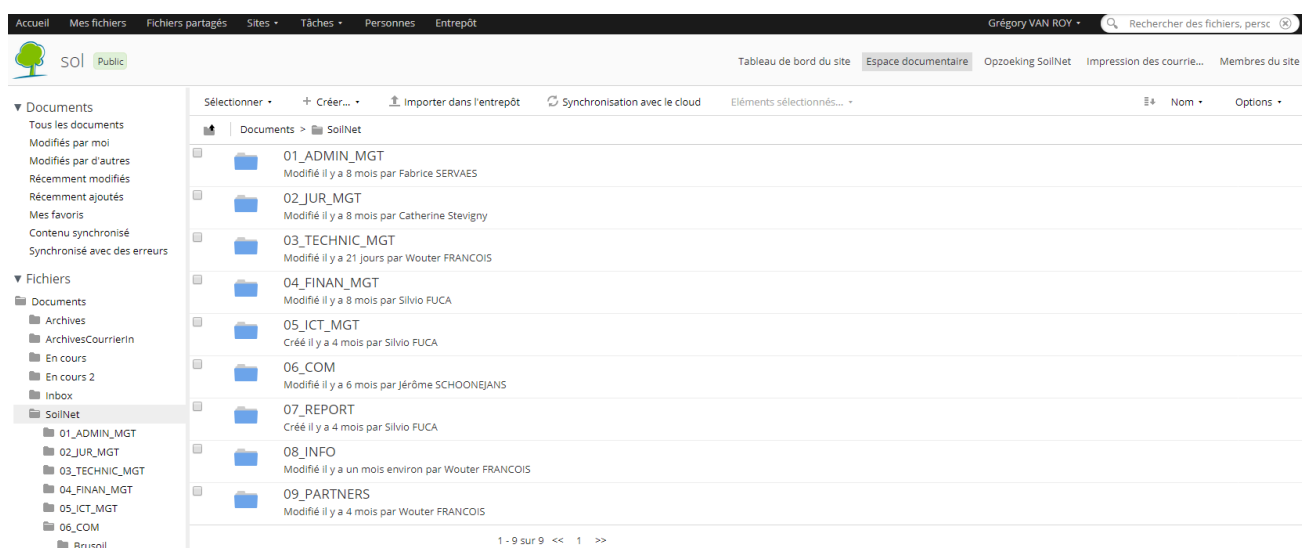 Accueil Mes fichiers Fichiers partagés Sites Tâches Personnes Entrepôt Grégory VAN ROY Rechercher des fichiers, persc
sol Public Tableau de bord du site Espace documentaire Opzoeking SoilNet Impression des courrie... Membres du site
Documents
Tous les documents
Modifiés par moi
Modifiés par d'autres
Récemment modifiés
Récemment ajoutés
Mes favoris
Contenu synchronisé
Synchronisé avec des erreurs
Fichiers
Documents
Archives
ArchivesCourrierIn
En cours
En cours 2
Inbox
SoilNet
01_ADMIN_MGT
02_JUR_MGT
03_TECHNIC_MGT
04_FINAN_MGT
05_ICT_MGT
06_COM
Brusoil
Sélectionner + Créer... Importer dans l'entrepôt Synchronisation avec le cloud Eléments sélectionnés... Nom Options
Documents > SoilNet
01_ADMIN_MGT
Modifié il y a 8 mois par Fabrice SERVAES
02_JUR_MGT
Modifié il y a 8 mois par Catherine Stevigny
03_TECHNIC_MGT
Modifié il y a 21 jours par Wouter FRANCOIS
04_FINAN_MGT
Modifié il y a 8 mois par Silvio FUCA
05_ICT_MGT
Créé il y a 4 mois par Silvio FUCA
06_COM
Modifié il y a 6 mois par Jérôme SCHOONEJANS
07_REPORT
Créé il y a 4 mois par Silvio FUCA
08_INFO
Modifié il y a un mois environ par Wouter FRANCOIS
09_PARTNERS
Modifié il y a 4 mois par Wouter FRANCOIS
1 - 9 sur 9 << 1 >>